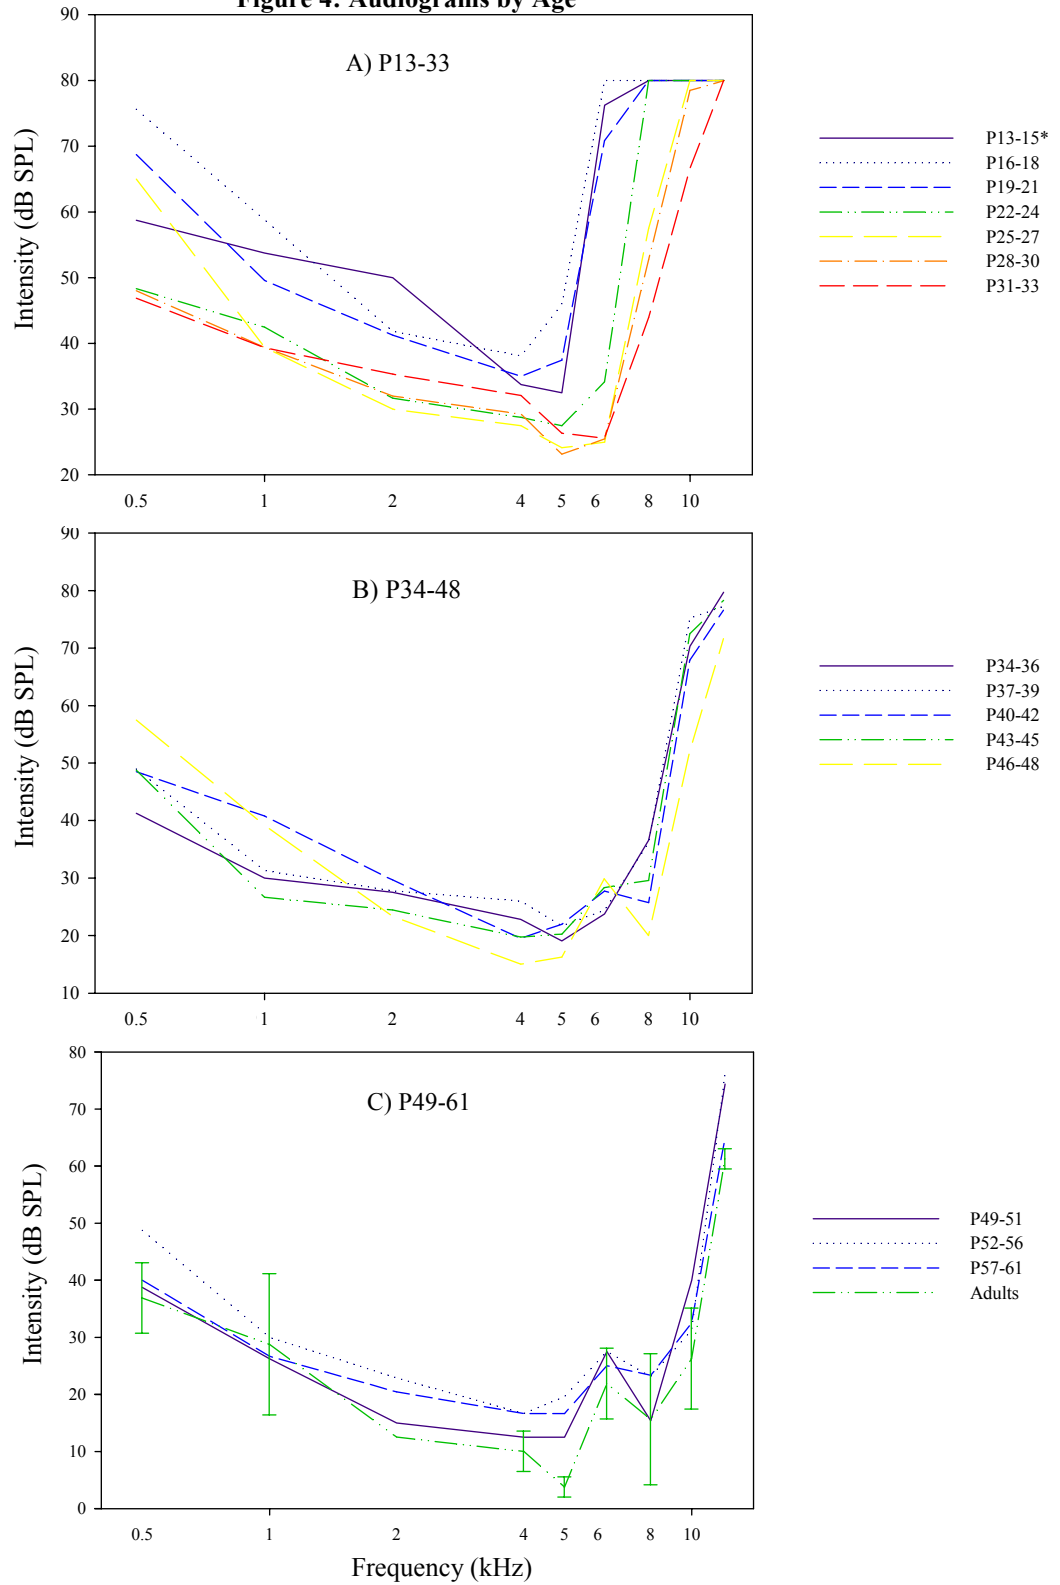 Figure 4: Audiograms by Age
90
80
70
60
50
40
30
20
Intensity (dB SPL)
A) P13-33
0.5 1 2 4 5 6 8 10
P13-15*
P16-18
P19-21
P22-24
P25-27
P28-30
P31-33
90
80
70
60
50
40
30
20
10
Intensity (dB SPL)
B) P34-48
0.5 1 2 4 5 6 8 10
P34-36
P37-39
P40-42
P43-45
P46-48
80
70
60
50
40
30
20
10
0
Intensity (dB SPL)
C) P49-61
0.5 1 2 4 5 6 8 10
Frequency (kHz)
P49-51
P52-56
P57-61
Adults